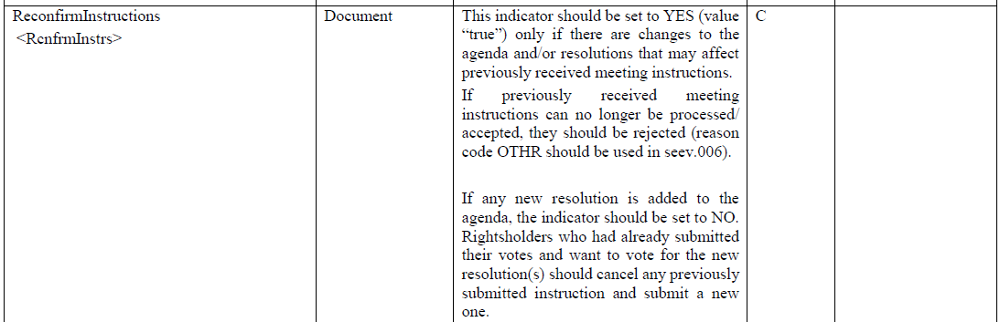 ReconfirmInstructions
<RcnfrmInstrs>
Document
This indicator should be set to YES (value
“true”) only if there are changes to the
agenda and/or resolutions that may affect
previously received meeting instructions.
If previously received meeting
instructions can no longer be processed/
accepted, they should be rejected (reason
code OTHR should be used in seev.006).
If any new resolution is added to the
agenda, the indicator should be set to NO.
Rightsholders who had already submitted
their votes and want to vote for the new
resolution(s) should cancel any previously
submitted instruction and submit a new
one.
C